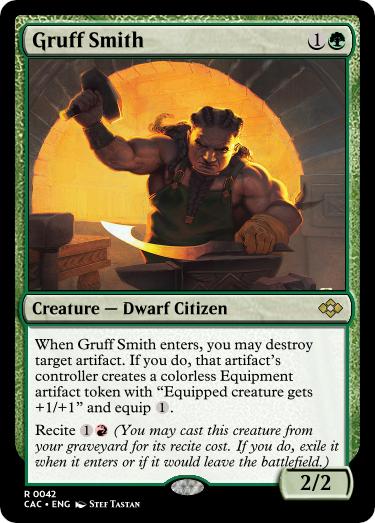 Gruff Smith 1
Creature — Dwarf Citizen
When Gruff Smith enters, you may destroy
target artifact. If you do, that artifact's
controller creates a colorless Equipment
artifact token with “Equipped creature gets
+1/+1” and equip 1.
Recite 1 (You may cast this creature from
your graveyard for its recite cost. If you do, exile it
when it enters or if it would leave the battlefield.)
2/2
R 0042
CAC • ENG Stef Tastan